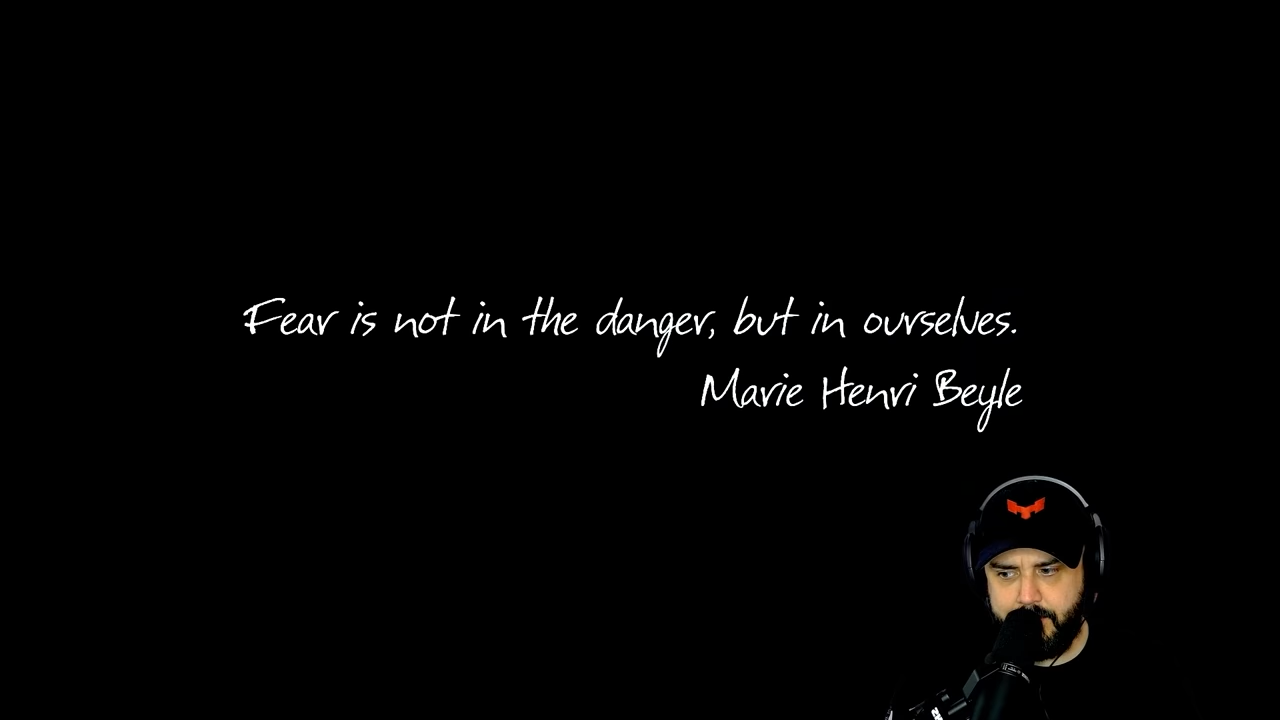 Fear is not in the danger, but in ourselves.
Marie Henri Beyle